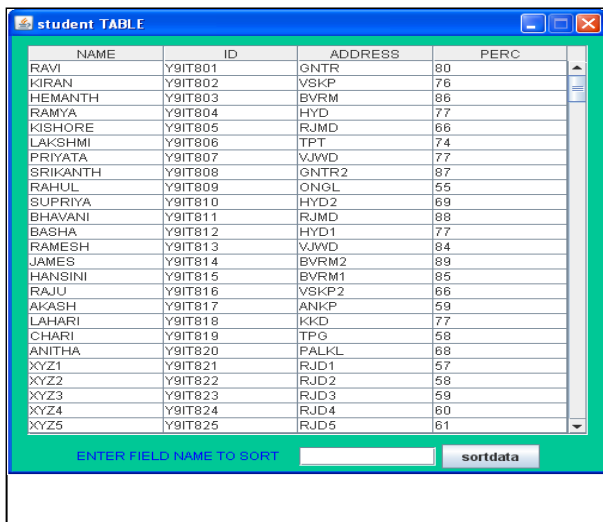 student TABLE
NAME ID ADDRESS PERC
RAVI Y9IT801 GNTR 80
KIRAN Y9IT802 VSKP 76
HEMANTH Y9IT803 BVRM 86
RAMYA Y9IT804 HYD 77
KISHORE Y9IT805 RJMD 66
LAKSHMI Y9IT806 TPT 74
PRIYATA Y9IT807 VJWD 77
SRIKANTH Y9IT808 GNTR2 87
RAHUL Y9IT809 ONGL 55
SUPRIYA Y9IT810 HYD2 69
BHAVANI Y9IT811 RJMD 88
BASHA Y9IT812 HYD1 77
RAMESH Y9IT813 VJWD 84
JAMES Y9IT814 BVRM2 89
HANSINI Y9IT815 BVRM1 85
RAJU Y9IT816 VSKP2 66
AKASH Y9IT817 ANKP 59
LAHARI Y9IT818 KKD 77
CHARI Y9IT819 TPG 58
ANITHA Y9IT820 PALKL 68
XYZ1 Y9IT821 RJD1 57
XYZ2 Y9IT822 RJD2 58
XYZ3 Y9IT823 RJD3 59
XYZ4 Y9IT824 RJD4 60
XYZ5 Y9IT825 RJD5 61
ENTER FIELD NAME TO SORT sortdata